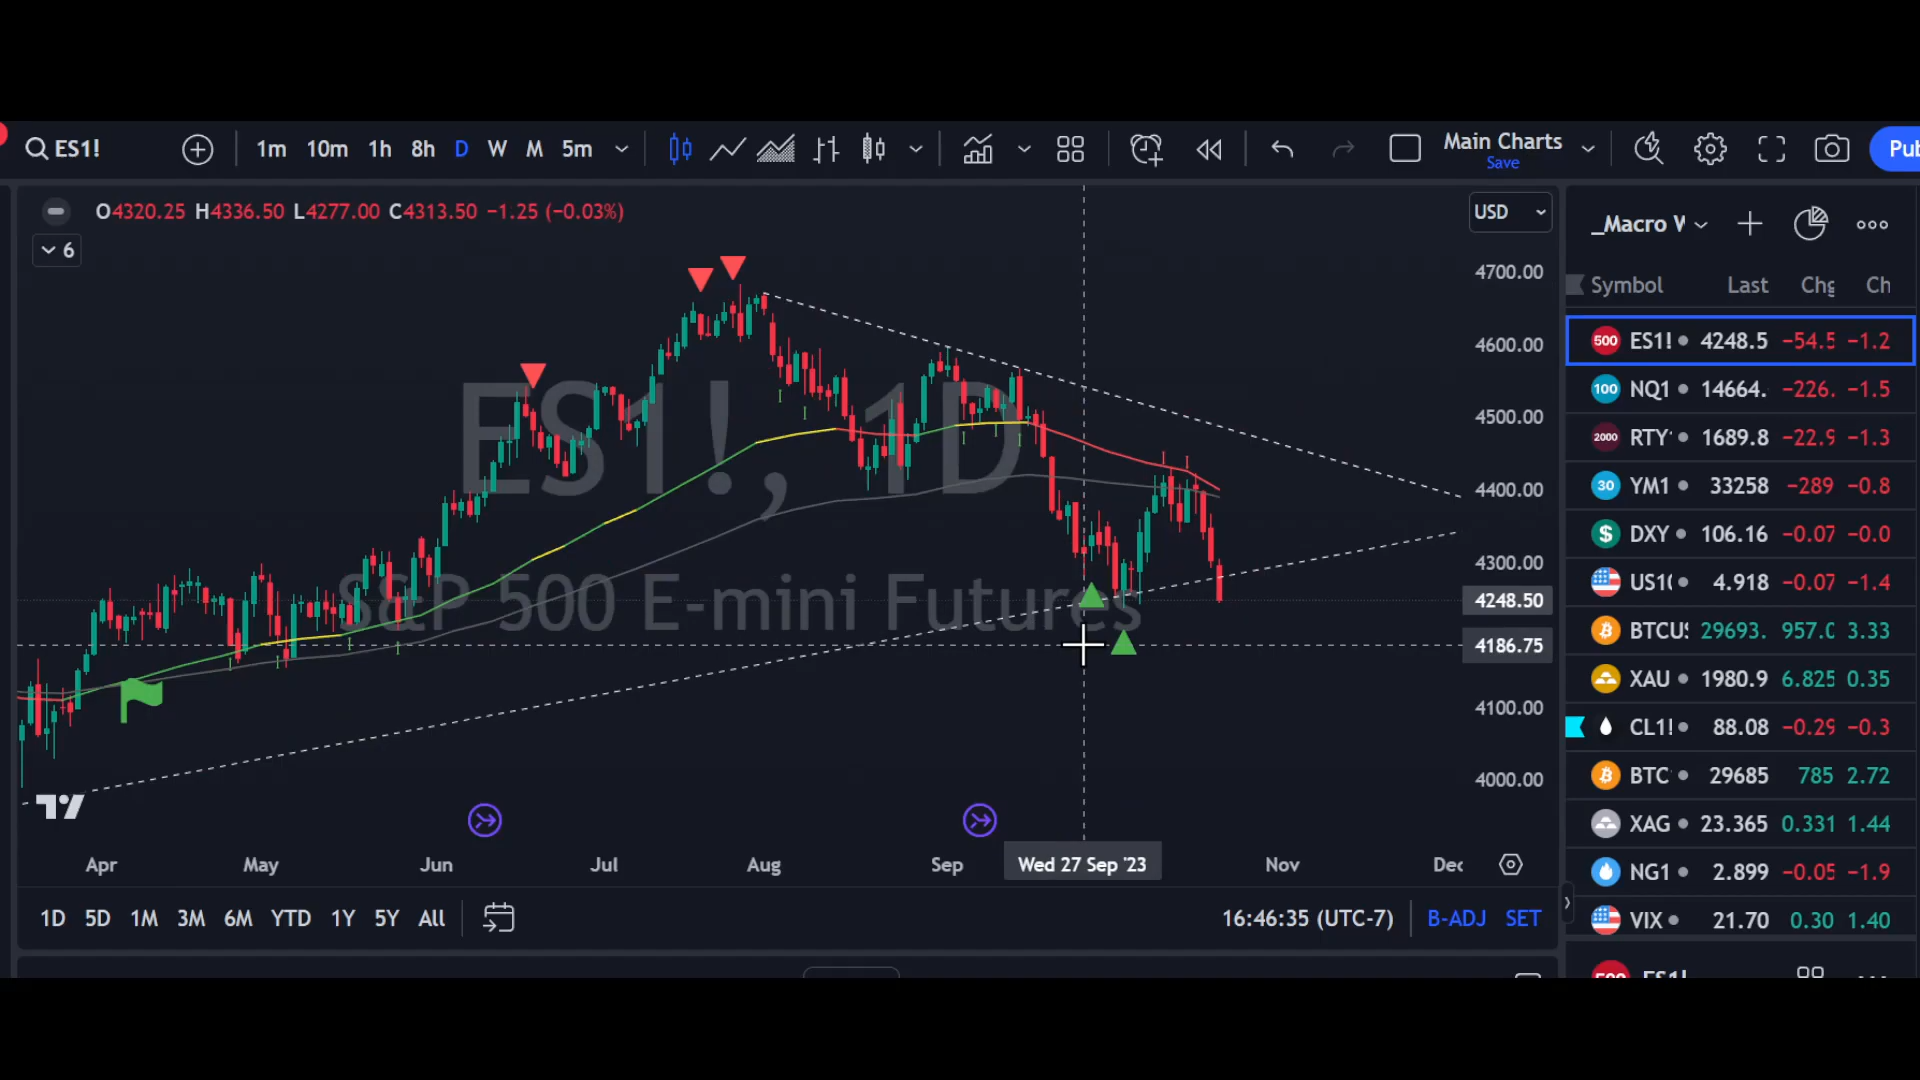 ES1! 1m 10m 1h 8h D W M 5m Main Charts Pub
Save
O4320.25 H4336.50 L4277.00 C4313.50 −1.25 (−0.03%)
6
USD
4700.00
4600.00
4500.00
4400.00
4300.00
4248.50
4186.75
4100.00
4000.00
ES1!, 1D
S&P 500 E-mini Futures
Apr May Jun Jul Aug Sep Wed 27 Sep '23 Nov Dec
1D 5D 1M 3M 6M YTD 1Y 5Y All 16:46:35 (UTC-7) B-ADJ SET
_Macro W
Symbol Last Chg Ch
500 ES1! 4248.5 −54.5 −1.2
100 NQ1 14664. −226. −1.5
2000 RTY 1689.8 −22.9 −1.3
30 YM1 33258 −289 −0.8
$ DXY 106.16 −0.07 −0.0
US1 4.918 −0.07 −1.4
BTCUS 29693. 957.0 3.33
XAU 1980.9 6.825 0.35
CL1! 88.08 −0.29 −0.3
BTC 29685 785 2.72
XAG 23.365 0.331 1.44
NG1 2.899 −0.05 −1.9
VIX 21.70 0.30 1.40
500 ES1!